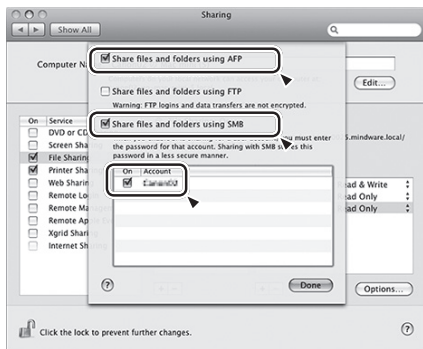 Sharing
Show All
Computer N
Edit...
Share files and folders using AFP
Share files and folders using FTP
Warning: FTP logins and data transfers are not encrypted.
Share files and folders using SMB
must enter
the password for that account. Sharing with SMB
this
password in a less secure manner.
On Account
.mindware.local/
On Service
DVD or CD
Screen Sha
File Sharing
Printer Shar
Web Sharin
Remote Lo
Remote Ma
Remote Ap
Xgrid Shari
Internet Sh
ad & Write
ad Only
ad Only
?
Done
Options...
Click the lock to prevent further changes.
?